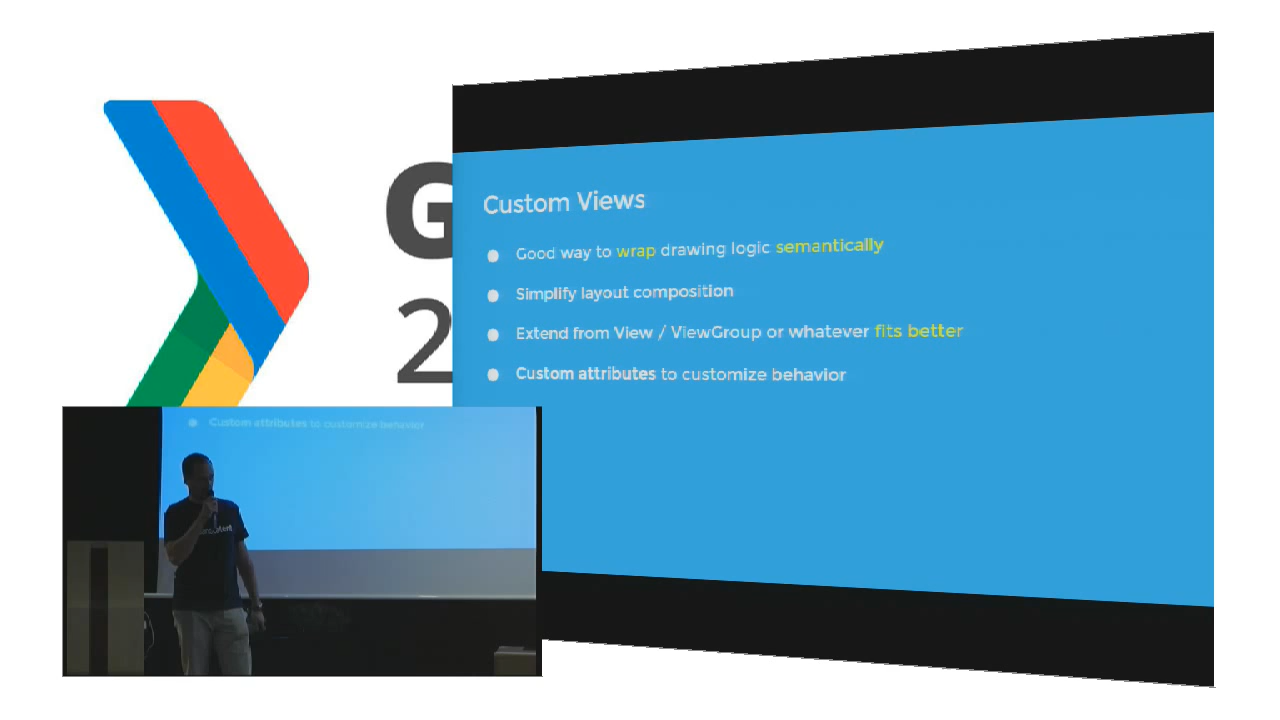 G
2
Custom Views
Good way to wrap drawing logic semantically
Simplify layout composition
Extend from View / ViewGroup or whatever fits better
Custom attributes to customize behavior
Custom attributes to customize behavior